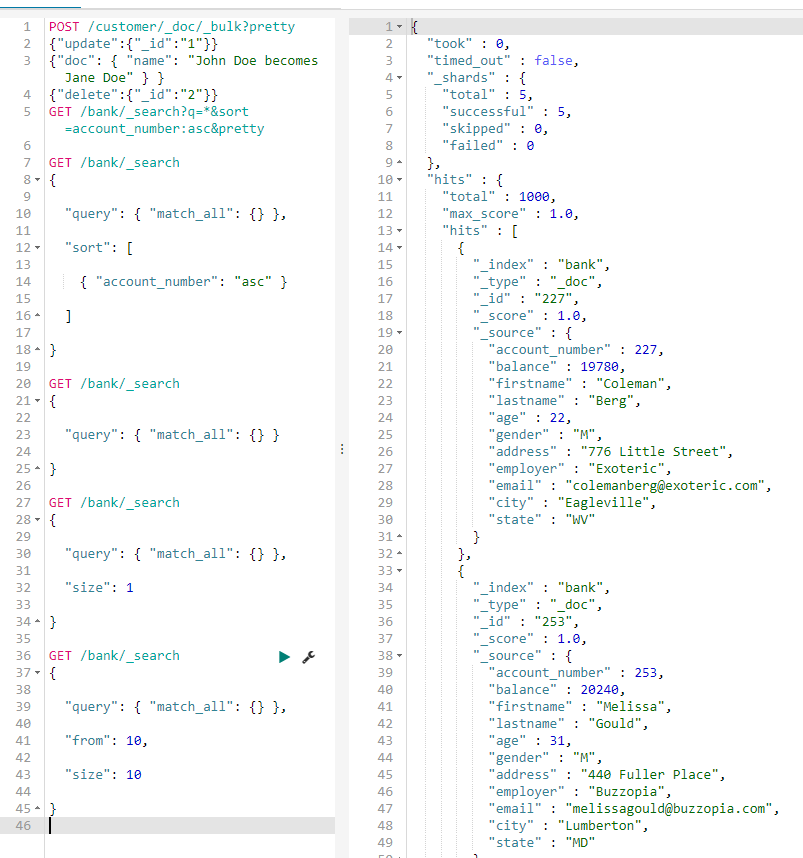 1 POST /customer/_doc/_bulk?pretty
2 {"update":{"_id":"1"}}
3 {"doc": { "name": "John Doe becomes
Jane Doe" } }
4 {"delete":{"_id":"2"}}
5 GET /bank/_search?q=*&sort
=account_number:asc&pretty
6
7 GET /bank/_search
8 {
9
10 "query": { "match_all": {} },
11
12 "sort": [
13
14 { "account_number": "asc" }
15
16 ]
17
18 }
19
20 GET /bank/_search
21 {
22
23 "query": { "match_all": {} }
24
25 }
26
27 GET /bank/_search
28 {
29
30 "query": { "match_all": {} },
31
32 "size": 1
33
34 }
35
36 GET /bank/_search
37 {
38
39 "query": { "match_all": {} },
40
41 "from": 10,
42
43 "size": 10
44
45 }
46
1 {
2 "took" : 0,
3 "timed_out" : false,
4 "_shards" : {
5 "total" : 5,
6 "successful" : 5,
7 "skipped" : 0,
8 "failed" : 0
9 },
10 "hits" : {
11 "total" : 1000,
12 "max_score" : 1.0,
13 "hits" : [
14 {
15 "_index" : "bank",
16 "_type" : "_doc",
17 "_id" : "227",
18 "_score" : 1.0,
19 "_source" : {
20 "account_number" : 227,
21 "balance" : 19780,
22 "firstname" : "Coleman",
23 "lastname" : "Berg",
24 "age" : 22,
25 "gender" : "M",
26 "address" : "776 Little Street",
27 "employer" : "Exoteric",
28 "email" : "colemanberg@exoteric.com",
29 "city" : "Eagleville",
30 "state" : "WV"
31 }
32 },
33 {
34 "_index" : "bank",
35 "_type" : "_doc",
36 "_id" : "253",
37 "_score" : 1.0,
38 "_source" : {
39 "account_number" : 253,
40 "balance" : 20240,
41 "firstname" : "Melissa",
42 "lastname" : "Gould",
43 "age" : 31,
44 "gender" : "M",
45 "address" : "440 Fuller Place",
46 "employer" : "Buzzopia",
47 "email" : "melissagould@buzzopia.com",
48 "city" : "Lumberton",
49 "state" : "MD"